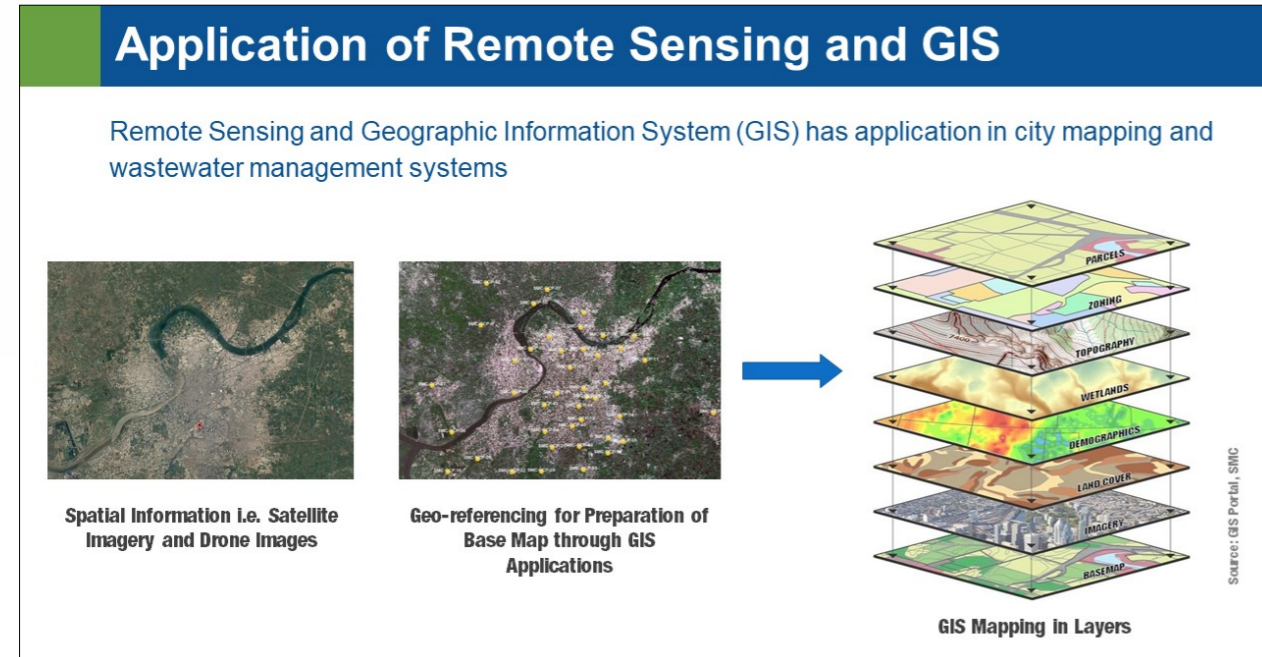 Application of Remote Sensing and GIS
Remote Sensing and Geographic Information System (GIS) has application in city mapping and
wastewater management systems
Spatial Information i.e. Satellite
Imagery and Drone Images
Geo-referencing for Preparation of
Base Map through GIS
Applications
PARCELS
ZONING
7400
TOPOGRAPHY
WETLANDS
DEMOGRAPHICS
LAND COVER
IMAGERY
BASEMAP
GIS Mapping in Layers
Source: GIS Portal, SMC